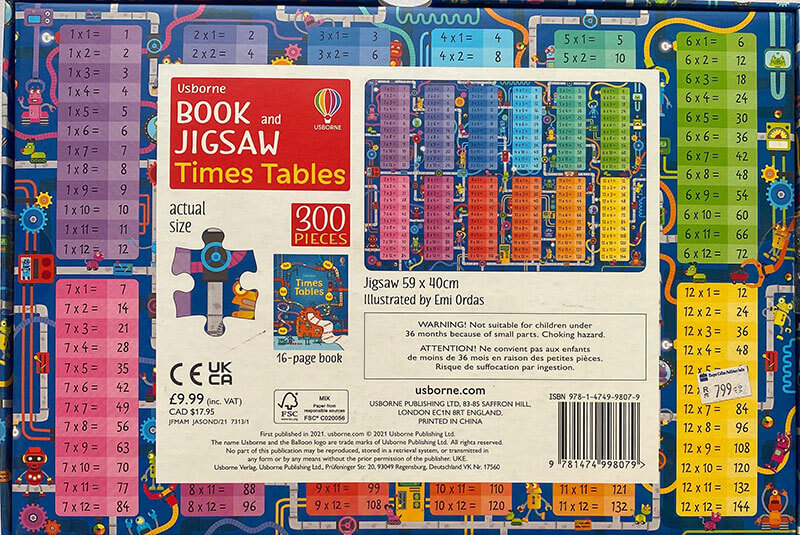 1 x 1 = 1
1 x 2 = 2
1 x 3 = 3
1 x 4 = 4
1 x 5 = 5
1 x 6 = 6
1 x 7 = 7
1 x 8 = 8
1 x 9 = 9
1 x 10 = 10
1 x 11 = 11
1 x 12 = 12
2 x 1 = 2
2 x 2 = 4
3 x 1 = 3
3 x 2 = 6
4 x 1 = 4
4 x 2 = 8
5 x 1 = 5
5 x 2 = 10
6 x 1 = 6
6 x 2 = 12
6 x 3 = 18
6 x 4 = 24
6 x 5 = 30
6 x 6 = 36
6 x 7 = 42
6 x 8 = 48
6 x 9 = 54
6 x 10 = 60
6 x 11 = 66
6 x 12 = 72
Usborne
BOOK and
JIGSAW
Times Tables
USBORNE
actual
size
300
PIECES
Usborne
Times
Tables
16-page book
Jigsaw 59 x 40cm
Illustrated by Emi Ordas
WARNING! Not suitable for children under
36 months because of small parts. Choking hazard.
ATTENTION! Ne convient pas aux enfants
de moins de 36 mois en raison des petites pièces.
Risque de suffocation par ingestion.
CE UK
CA
£9.99 (inc. VAT)
CAD $17.95
JFMAM JASOND/21 7313/1
FSC
www.fsc.org
MIX
Paper from
responsible sources
FSC® C020056
usborne.com
USBORNE PUBLISHING LTD, 83-85 SAFFRON HILL,
LONDON EC1N 8RT ENGLAND.
PRINTED IN CHINA
ISBN 978-1-4749-9807-9
9 781474 998079 >
First published in 2021. usborne.com © 2021 Usborne Publishing Ltd.
The name Usborne and the Balloon logo are trade marks of Usborne Publishing Ltd. All rights reserved.
No part of this publication may be reproduced, stored in a retrieval system, or transmitted in
any form or by any means without the prior permission of the publisher. UKE.
Usborne Verlag, Usborne Publishing Ltd., Prüfeninger Str. 20, 93049 Regensburg, Deutschland VK Nr. 17560
7 x 1 = 7
7 x 2 = 14
7 x 3 = 21
7 x 4 = 28
7 x 5 = 35
7 x 6 = 42
7 x 7 = 49
7 x 8 = 56
7 x 9 = 63
7 x 10 = 70
7 x 11 = 77
7 x 12 = 84
8 x 11 = 88
8 x 12 = 96
9 x 11 = 99
9 x 12 = 108
10 x 11 = 110
10 x 12 = 120
11 x 11 = 121
11 x 12 = 132
12 x 1 = 12
12 x 2 = 24
12 x 3 = 36
12 x 4 = 48
12 x
799
12 x 7 = 84
12 x 8 = 96
12 x 9 = 108
12 x 10 = 120
12 x 11 = 132
12 x 12 = 144